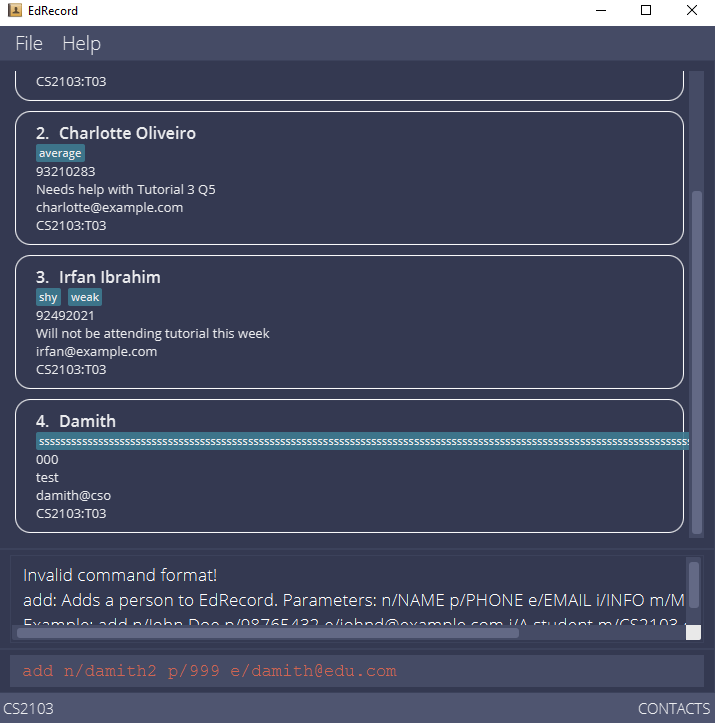 EdRecord
File Help
CS2103:T03
2. Charlotte Oliveiro
average
93210283
Needs help with Tutorial 3 Q5
charlotte@example.com
CS2103:T03
3. Irfan Ibrahim
shy weak
92492021
Will not be attending tutorial this week
irfan@example.com
CS2103:T03
4. Damith
000
test
damith@cso
CS2103:T03
Invalid command format!
add: Adds a person to EdRecord. Parameters: n/NAME p/PHONE e/EMAIL i/INFO m/M
Example: add n/John Doe p/98765432 e/johnd@example.com i/A student m/CS2103
add n/damith2 p/999 e/damith@edu.com
CS2103 CONTACTS